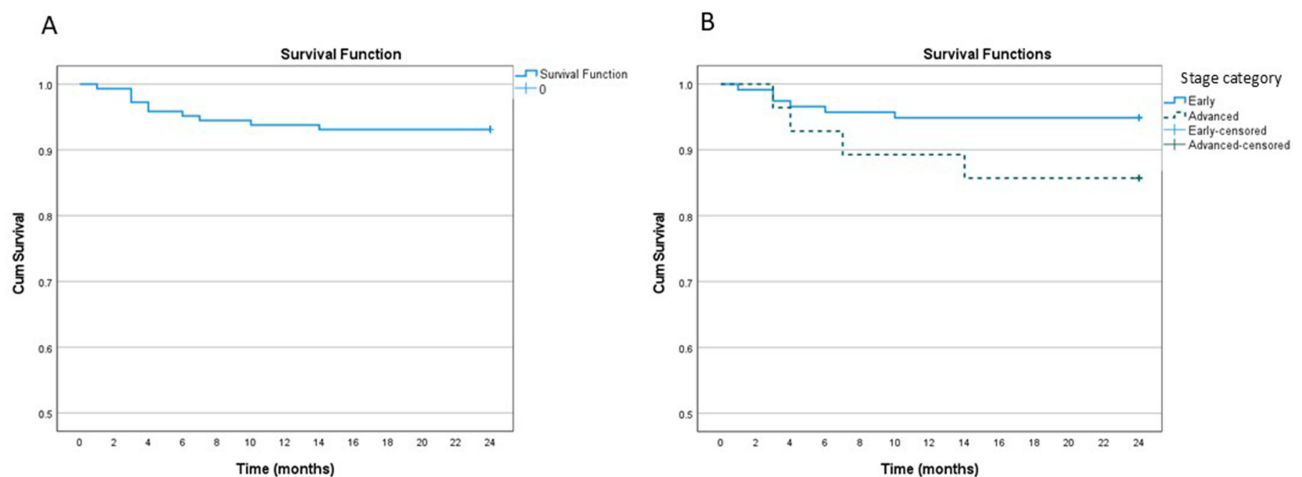 A
Survival Function
Survival Function
0
1.0
0.9
0.8
0.7
0.6
0.5
Cum Survival
0 2 4 6 8 10 12 14 16 18 20 22 24
Time (months)
B
Survival Functions
Stage category
Early
Advanced
Early-censored
Advanced-censored
1.0
0.9
0.8
0.7
0.6
0.5
Cum Survival
0 2 4 6 8 10 12 14 16 18 20 22 24
Time (months)